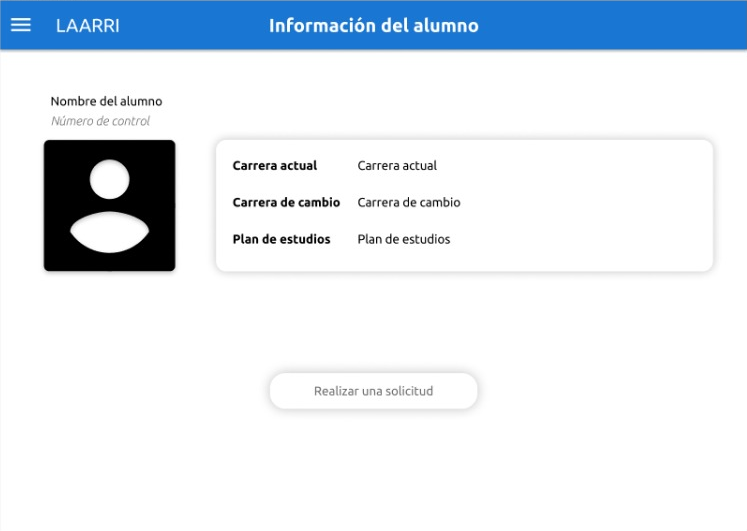 LAARRI Información del alumno
Nombre del alumno
Número de control
Carrera actual Carrera actual
Carrera de cambio Carrera de cambio
Plan de estudios Plan de estudios
Realizar una solicitud